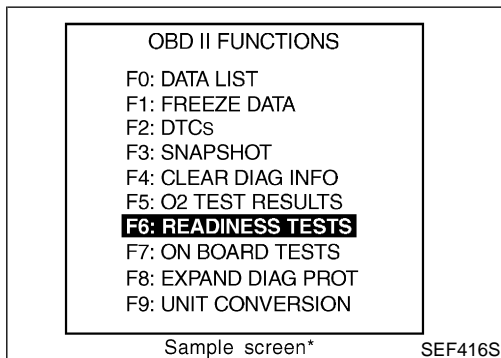 OBD II FUNCTIONS
F0: DATA LIST
F1: FREEZE DATA
F2: DTCs
F3: SNAPSHOT
F4: CLEAR DIAG INFO
F5: O2 TEST RESULTS
F6: READINESS TESTS
F7: ON BOARD TESTS
F8: EXPAND DIAG PROT
F9: UNIT CONVERSION
Sample screen*
SEF416S